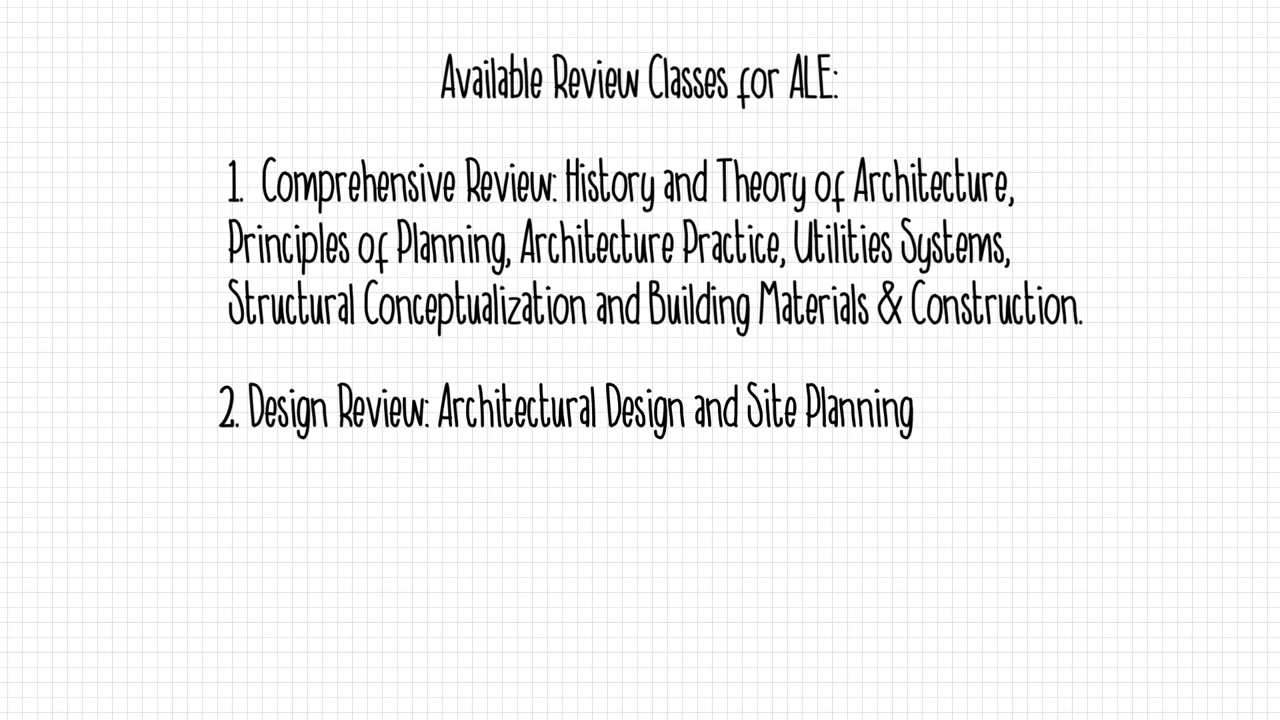 Available Review Classes for ALE:
1. Comprehensive Review: History and Theory of Architecture,
Principles of Planning, Architecture Practice, Utilities Systems,
Structural Conceptualization and Building Materials & Construction.
2. Design Review: Architectural Design and Site Planning